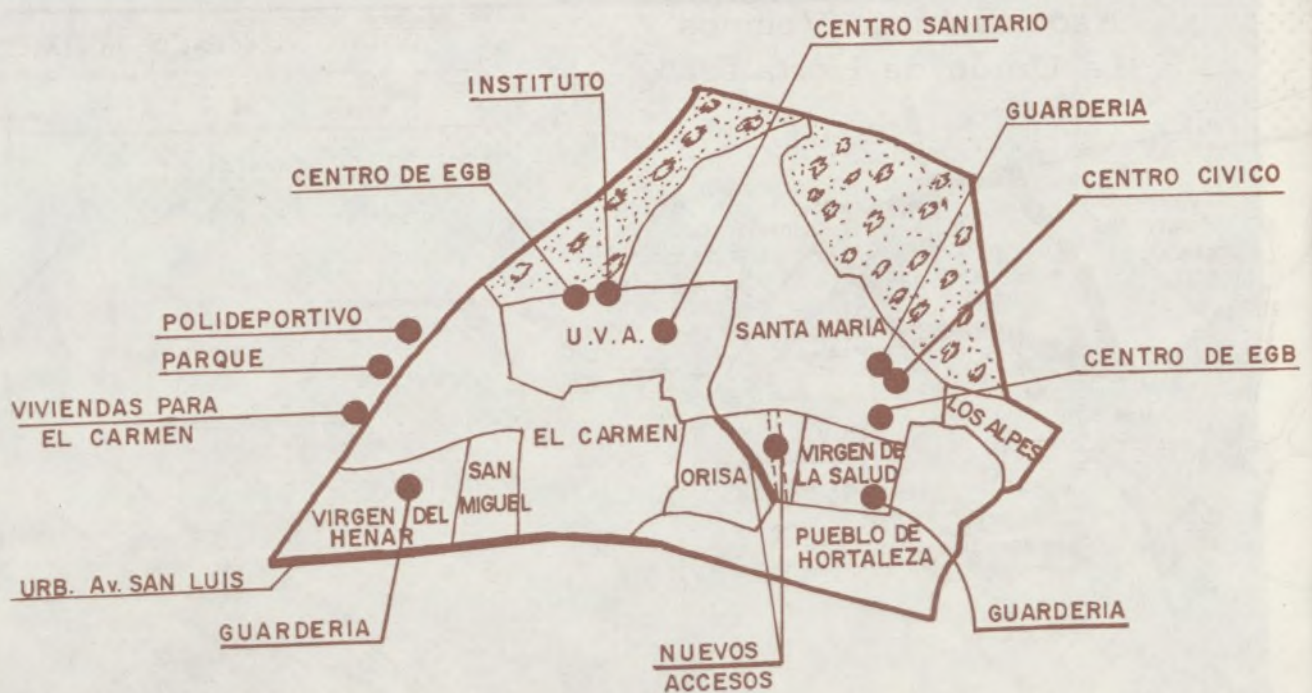 CENTRO SANITARIO
INSTITUTO
GUARDERIA
CENTRO DE EGB
CENTRO CIVICO
POLIDEPORTIVO
U.V.A.
SANTA MARIA
PARQUE
CENTRO DE EGB
VIVIENDAS PARA
EL CARMEN
LOS ALPES
EL CARMEN
SAN
MIGUEL
ORISA
VIRGEN DE
LA SALUD
VIRGEN DEL
HENAR
PUEBLO DE
HORTALEZA
URB. Av. SAN LUIS
GUARDERIA
GUARDERIA
NUEVOS
ACCESOS